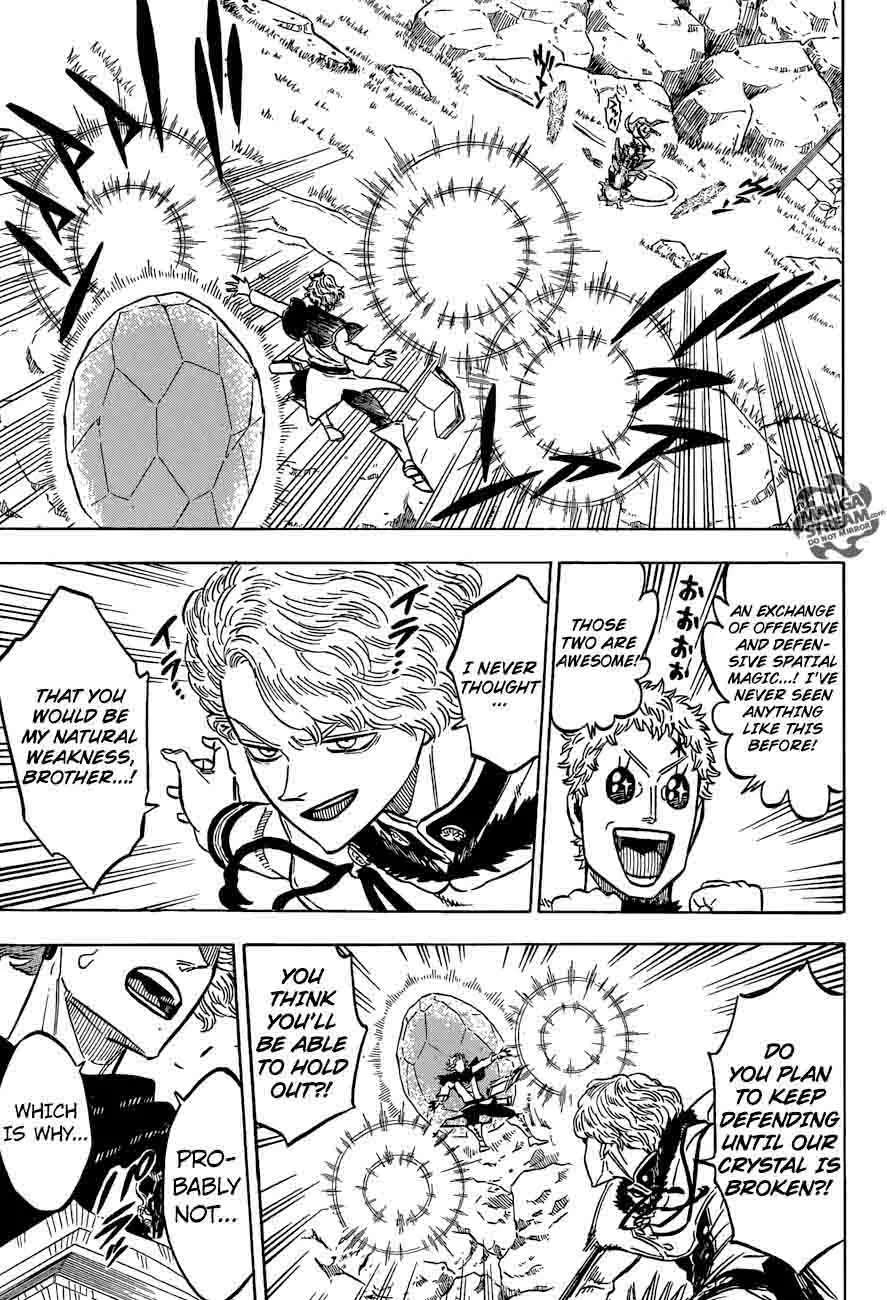 MANGA
STREAM.com
DO NOT MIRROR
AN EXCHANGE
OF OFFENSIVE
AND DEFEN-
SIVE SPATIAL
MAGIC...! I'VE
NEVER SEEN
ANYTHING
LIKE THIS
BEFORE!
おおおお
THOSE
TWO ARE
AWESOME!
I NEVER
THOUGHT
...
THAT YOU
WOULD BE
MY NATURAL
WEAKNESS,
BROTHER...!
DO
YOU PLAN
TO KEEP
DEFENDING
UNTIL OUR
CRYSTAL IS
BROKEN?!
YOU
THINK
YOU'LL
BE ABLE
TO HOLD
OUT?!
PRO-
BABLY
NOT...
WHICH
IS WHY...